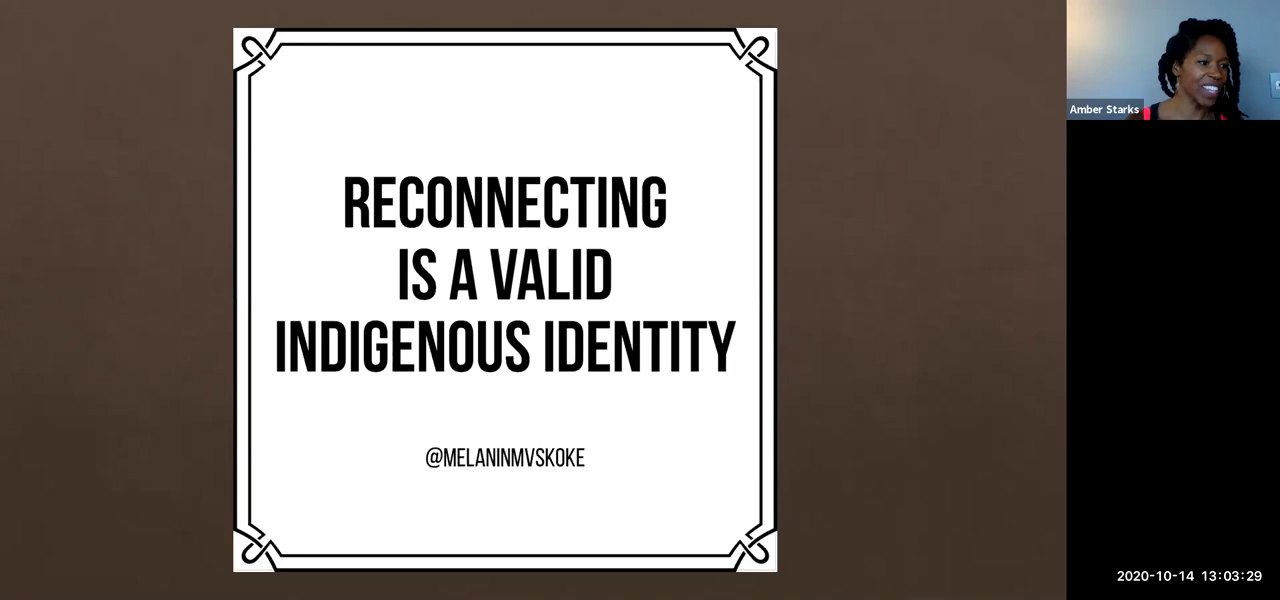 RECONNECTING
IS A VALID
INDIGENOUS IDENTITY
@MELANINMVSKOKE
Amber Starks
2020-10-14 13:03:29